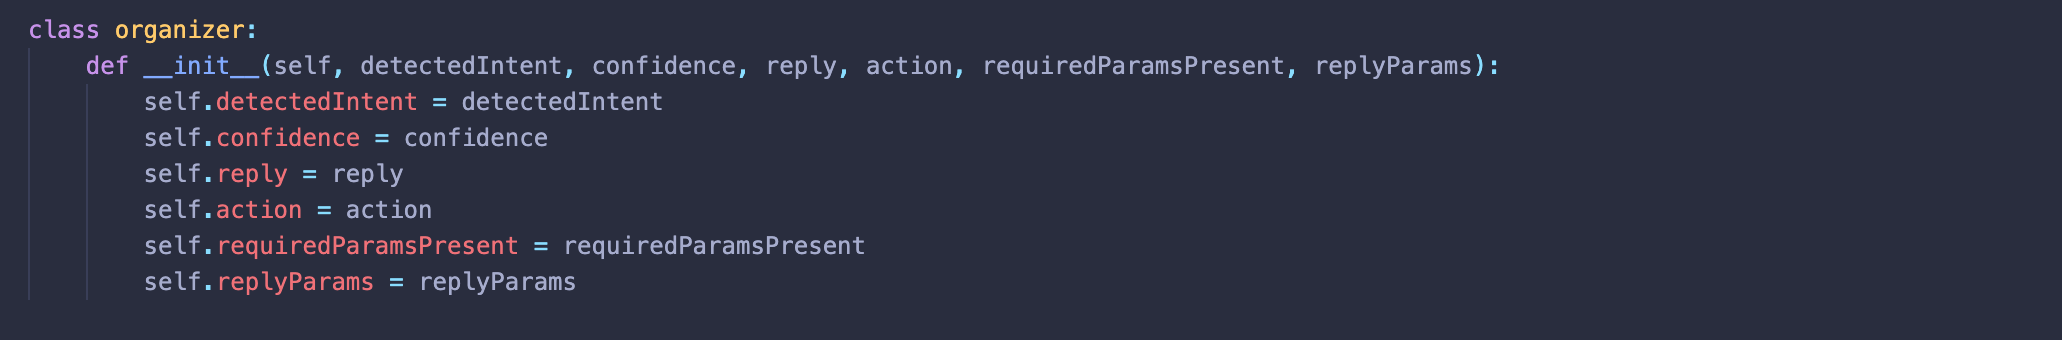 class organizer:
    def __init__(self, detectedIntent, confidence, reply, action, requiredParamsPresent, replyParams):
        self.detectedIntent = detectedIntent
        self.confidence = confidence
        self.reply = reply
        self.action = action
        self.requiredParamsPresent = requiredParamsPresent
        self.replyParams = replyParams